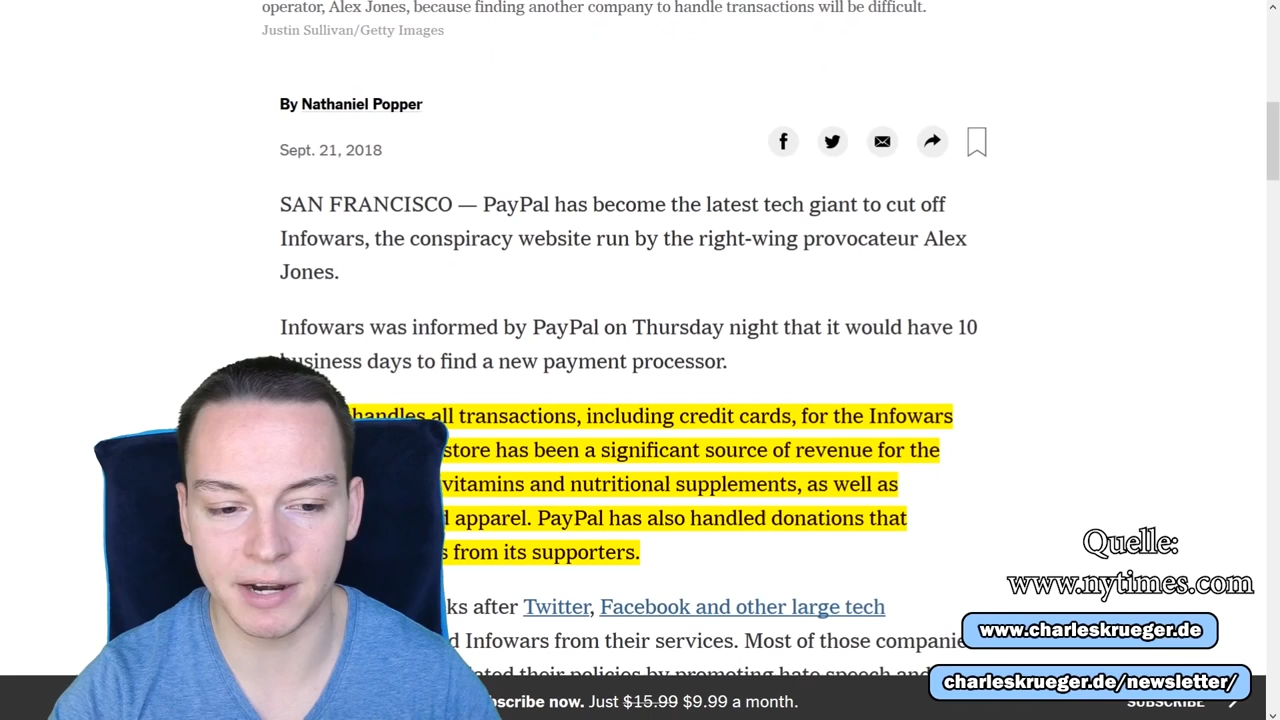 operator, Alex Jones, because finding another company to handle transactions will be difficult.
Justin Sullivan/Getty Images
By Nathaniel Popper
Sept. 21, 2018
SAN FRANCISCO — PayPal has become the latest tech giant to cut off
Infowars, the conspiracy website run by the right-wing provocateur Alex
Jones.
Infowars was informed by PayPal on Thursday night that it would have 10
business days to find a new payment processor.
handles all transactions, including credit cards, for the Infowars
store has been a significant source of revenue for the
vitamins and nutritional supplements, as well as
apparel. PayPal has also handled donations that
from its supporters.
after Twitter, Facebook and other large tech
Infowars from their services. Most of those companie
their policies by promoting hate speech and
Quelle:
www.nytimes.com
www.charleskrueger.de
charleskrueger.de/newsletter/
now. Just $15.99 $9.99 a month.
SUBSCRIBE